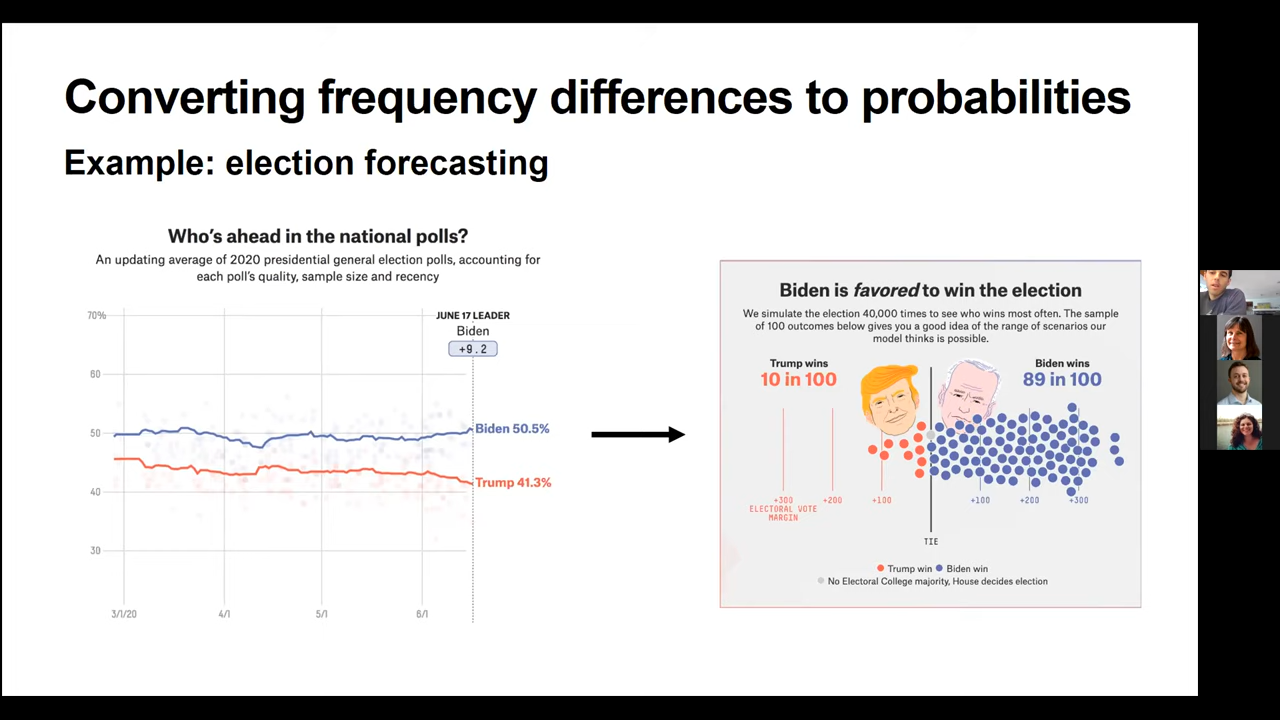 Converting frequency differences to probabilities
Example: election forecasting
Who's ahead in the national polls?
An updating average of 2020 presidential general election polls, accounting for
each poll's quality, sample size and recency
70%
60
50
40
30
3/1/20
4/1
5/1
6/1
JUNE 17 LEADER
Biden
+9.2
Biden 50.5%
Trump 41.3%
Biden is favored to win the election
We simulate the election 40,000 times to see who wins most often. The sample
of 100 outcomes below gives you a good idea of the range of scenarios our
model thinks is possible.
Trump wins
10 in 100
Biden wins
89 in 100
+300
+200
+100
+100
+200
+300
ELECTORAL VOTE
MARGIN
TIE
Trump win
Biden win
No Electoral College majority, House decides election